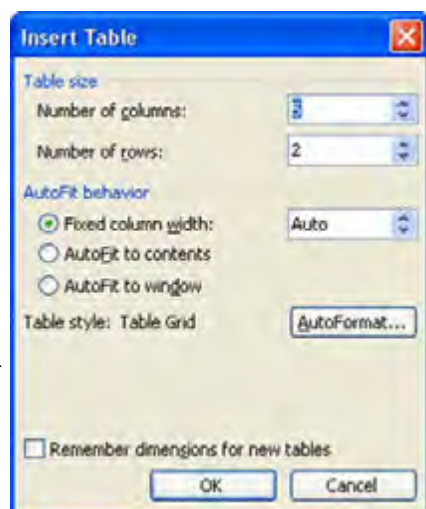 Insert Table
Table size
Number of columns:
Number of rows: 2
AutoFit behavior
Fixed column width: Auto
AutoFit to contents
AutoFit to window
Table style: Table Grid AutoFormat...
Remember dimensions for new tables
OK Cancel